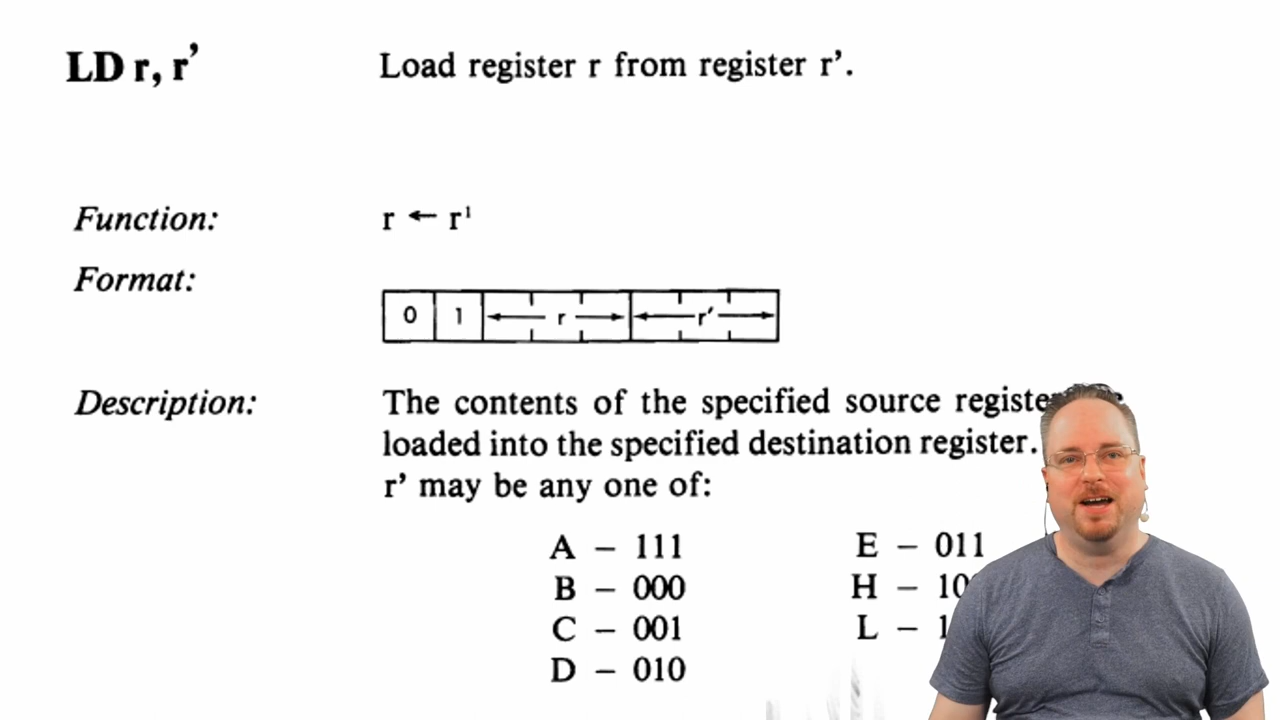 LD r, r’ Load register r from register r’.
Function: r ← r¹
Format:
0 1 r r′
Description: The contents of the specified source
loaded into the specified destination register.
r’ may be any one of:
A – 111 E – 011
B – 000 H –
C – 001 L –
D – 010